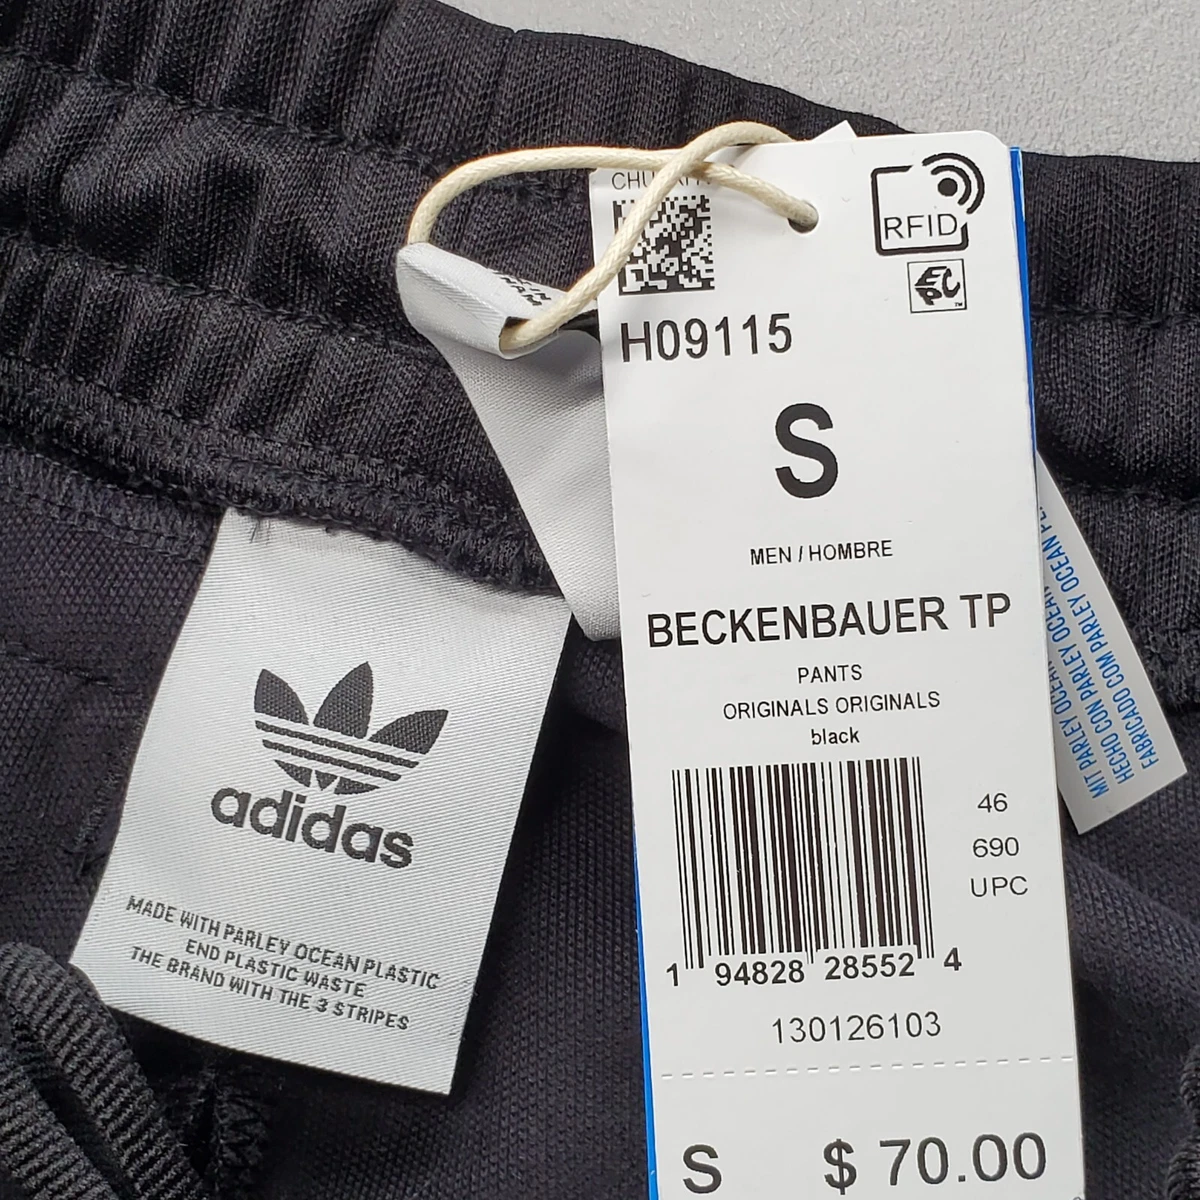 RFID
EPC
H09115
S
MEN / HOMBRE
BECKENBAUER TP
PANTS
ORIGINALS ORIGINALS
black
46
690
UPC
1 94828 28552 4
130126103
S $ 70.00
adidas
MADE WITH PARLEY OCEAN PLASTIC
END PLASTIC WASTE
THE BRAND WITH THE 3 STRIPES
MIT PARLEY OCEAN
HECHO CON PARLEY OCEAN
FABRICADO COM PARLEY OCEAN